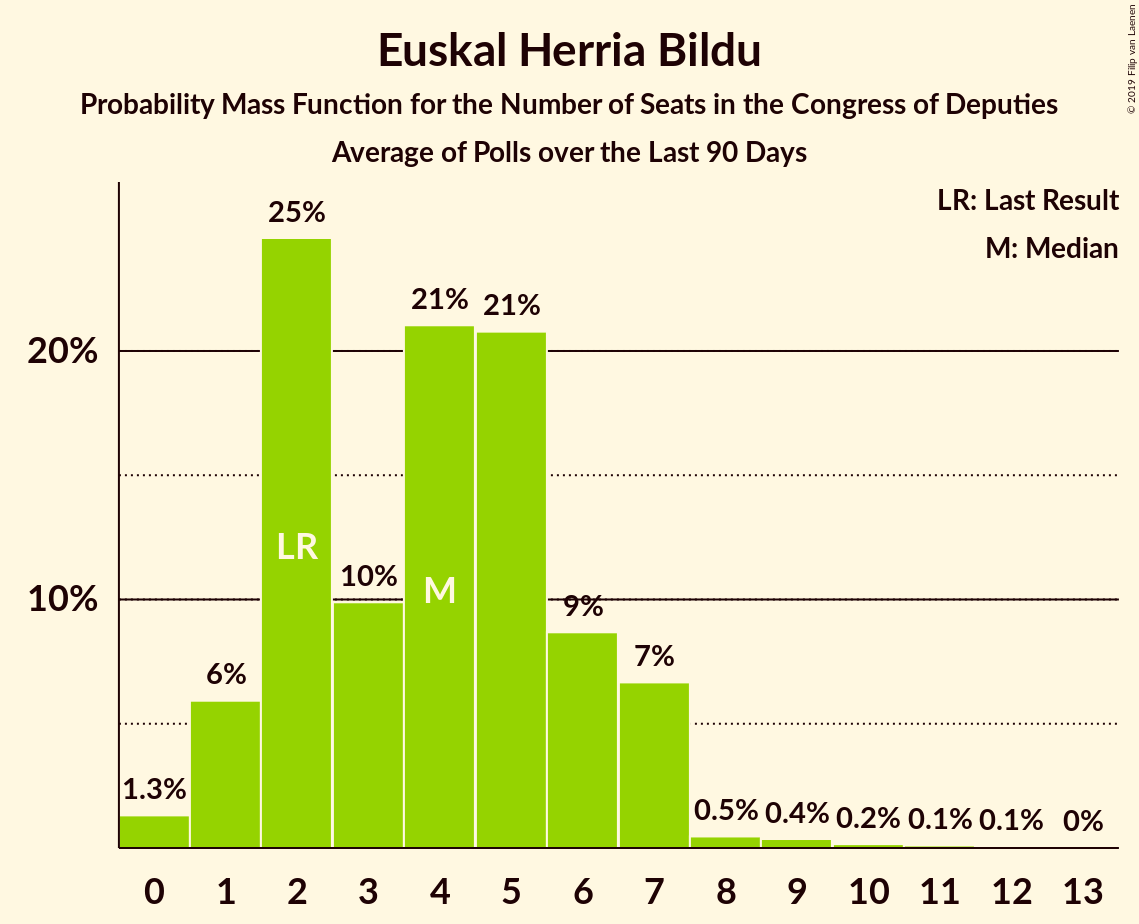 Euskal Herria Bildu
Probability Mass Function for the Number of Seats in the Congress of Deputies
Average of Polls over the Last 90 Days
© 2019 Filip van Laenen
LR: Last Result
M: Median
20%
10%
1.3%
6%
25%
10%
21%
21%
9%
7%
0.5%
0.4%
0.2%
0.1%
0.1%
0%
LR
M
0 1 2 3 4 5 6 7 8 9 10 11 12 13